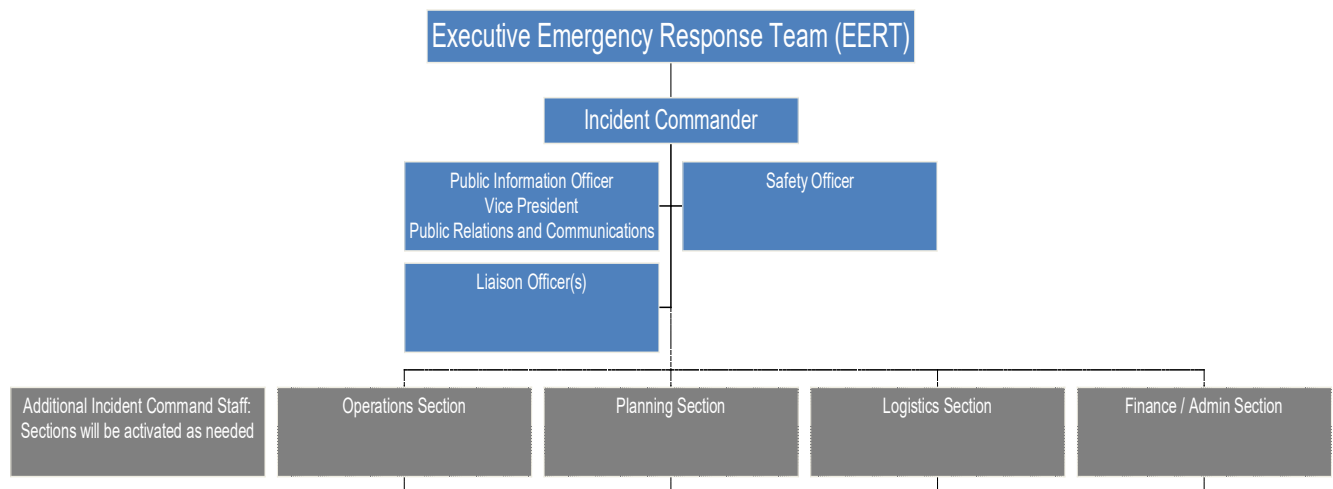 Executive Emergency Response Team (EERT)
Incident Commander
Public Information Officer
Vice President
Public Relations and Communications
Safety Officer
Liaison Officer(s)
Additional Incident Command Staff:
Sections will be activated as needed
Operations Section
Planning Section
Logistics Section
Finance / Admin Section